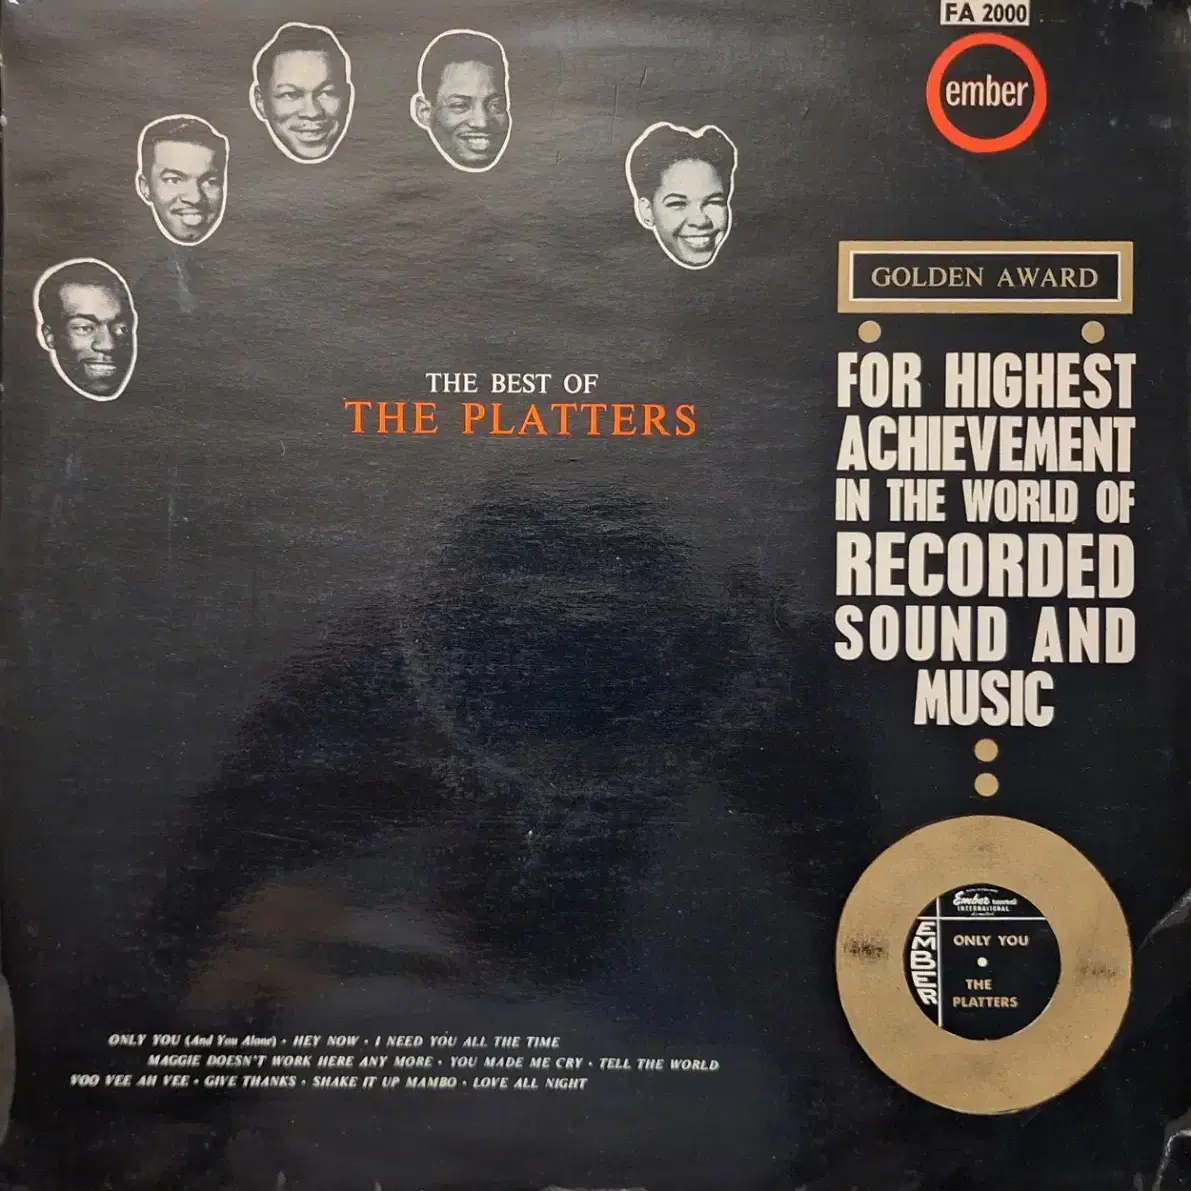 FA 2000
ember
THE BEST OF
THE PLATTERS
GOLDEN AWARD
FOR HIGHEST
ACHIEVEMENT
IN THE WORLD OF
RECORDED
SOUND AND
MUSIC
Ember records
INTERNATIONAL
EMBER
ONLY YOU
THE
PLATTERS
ONLY YOU (And You Alone) · HEY NOW · I NEED YOU ALL THE TIME
MAGGIE DOESN'T WORK HERE ANY MORE · YOU MADE ME CRY · TELL THE WORLD
VOO VEE AH VEE · GIVE THANKS · SHAKE IT UP MAMBO · LOVE ALL NIGHT